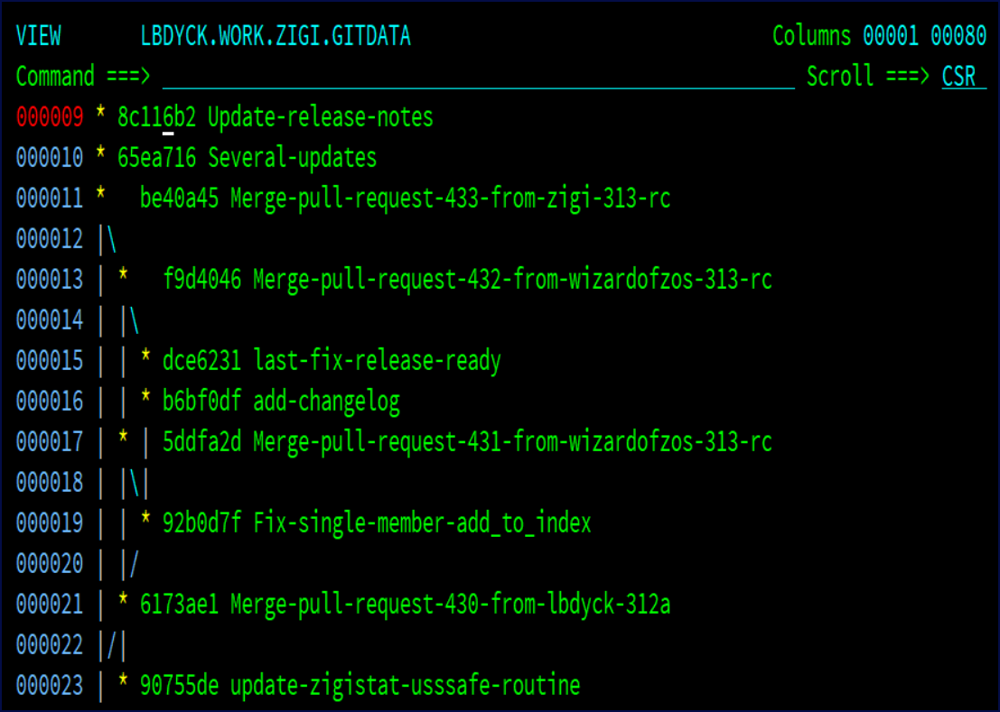 VIEW       LBDYCK.WORK.ZIGI.GITDATA                                Columns 00001 00080
Command ===>                                                          Scroll ===> CSR
000009 * 8c116b2 Update-release-notes
000010 * 65ea716 Several-updates
000011 *   be40a45 Merge-pull-request-433-from-zigi-313-rc
000012 |\
000013 | *   f9d4046 Merge-pull-request-432-from-wizardofzos-313-rc
000014 | |\
000015 | | * dce6231 last-fix-release-ready
000016 | | * b6bf0df add-changelog
000017 | * | 5ddfa2d Merge-pull-request-431-from-wizardofzos-313-rc
000018 | |\|
000019 | | * 92b0d7f Fix-single-member-add_to_index
000020 | |/
000021 | * 6173ae1 Merge-pull-request-430-from-lbdyck-312a
000022 |/|
000023 | * 90755de update-zigistat-usssafe-routine